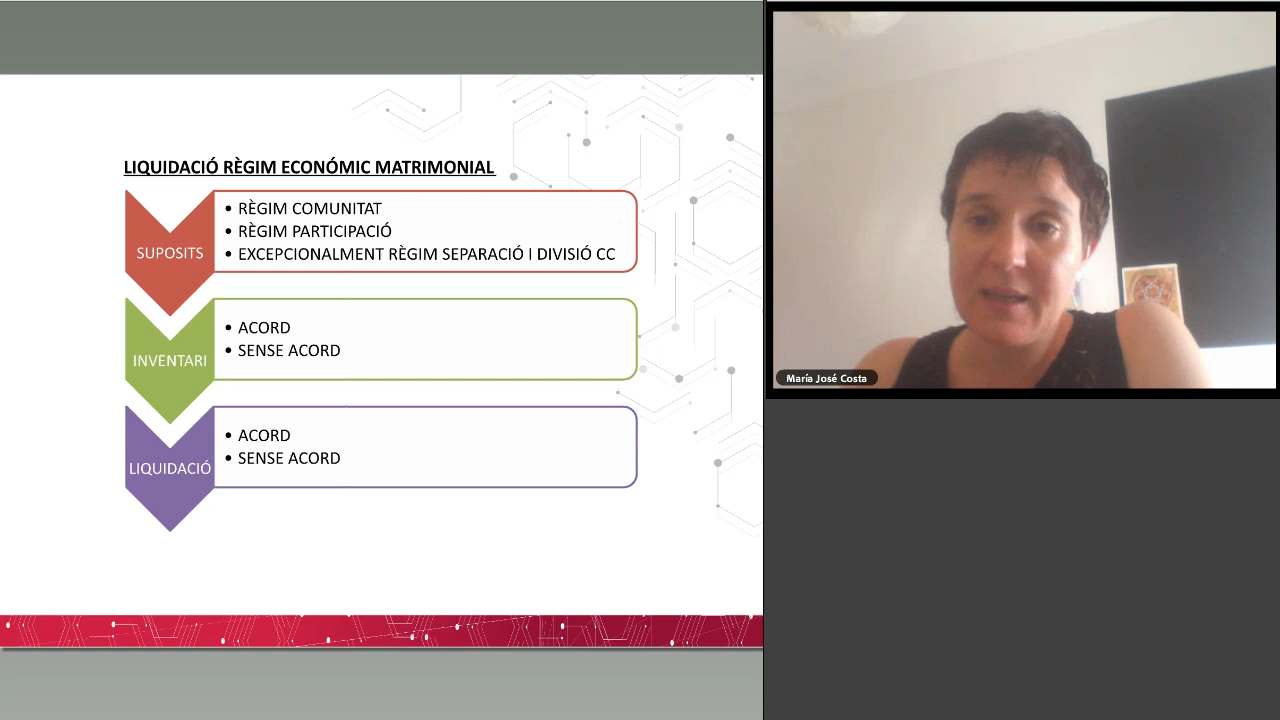 LIQUIDACIÓ RÈGIM ECONÓMIC MATRIMONIAL
SUPOSITS
• RÈGIM COMUNITAT
• RÈGIM PARTICIPACIÓ
• EXCEPCIONALMENT RÈGIM SEPARACIÓ I DIVISIÓ CC
INVENTARI
• ACORD
• SENSE ACORD
LIQUIDACIÓ
• ACORD
• SENSE ACORD
María José Costa